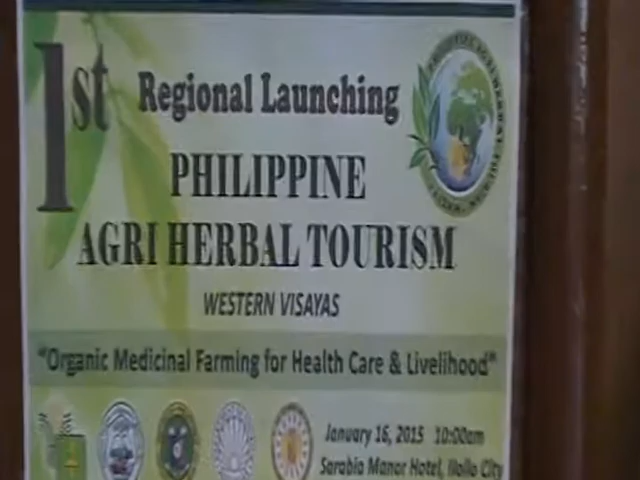 1st Regional Launching
PHILIPPINE
AGRI HERBAL TOURISM
WESTERN VISAYAS
"Organic Medicinal Farming for Health Care & Livelihood"
January 16, 2015 10:00am
Sarabia Manor Hotel, Iloilo City